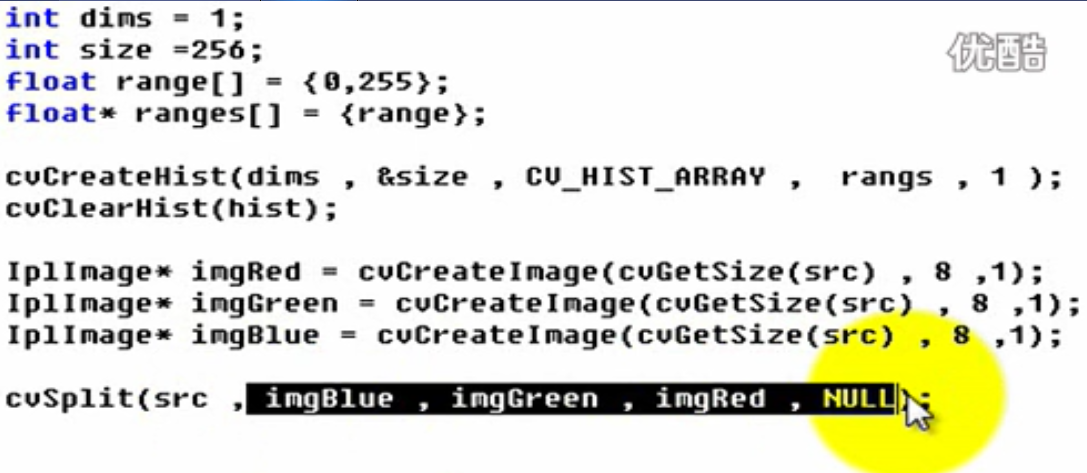 int dims = 1;
int size =256;
float range[] = {0,255};
float* ranges[] = {range};
cvCreateHist(dims , &size , CV_HIST_ARRAY ,  rangs , 1 );
cvClearHist(hist);
IplImage* imgRed = cvCreateImage(cvGetSize(src) , 8 ,1);
IplImage* imgGreen = cvCreateImage(cvGetSize(src) , 8 ,1);
IplImage* imgBlue = cvCreateImage(cvGetSize(src) , 8 ,1);
cvSplit(src , imgBlue , imgGreen , imgRed , NULL);
优酷